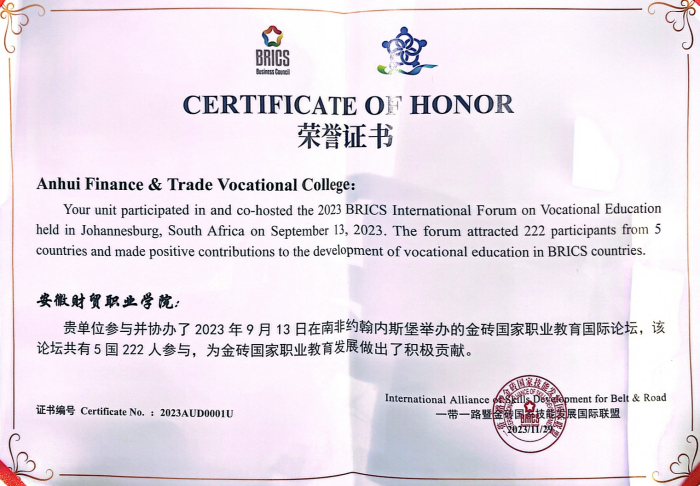 BRICS
Business Council
CERTIFICATE OF HONOR
荣誉证书
Anhui Finance & Trade Vocational College:
Your unit participated in and co-hosted the 2023 BRICS International Forum on Vocational Education
held in Johannesburg, South Africa on September 13, 2023. The forum attracted 222 participants from 5
countries and made positive contributions to the development of vocational education in BRICS countries.
安徽财贸职业学院:
贵单位参与并协办了 2023 年 9 月 13 日在南非约翰内斯堡举办的金砖国家职业教育国际论坛，该
论坛共有 5 国 222 人参与，为金砖国家职业教育发展做出了积极贡献。
International Alliance of Skills Development for Belt & Road
证书编号 Certificate No. : 2023AUD0001U
一带一路暨金砖国家技能发展国际联盟
2023/11/29
BRICS